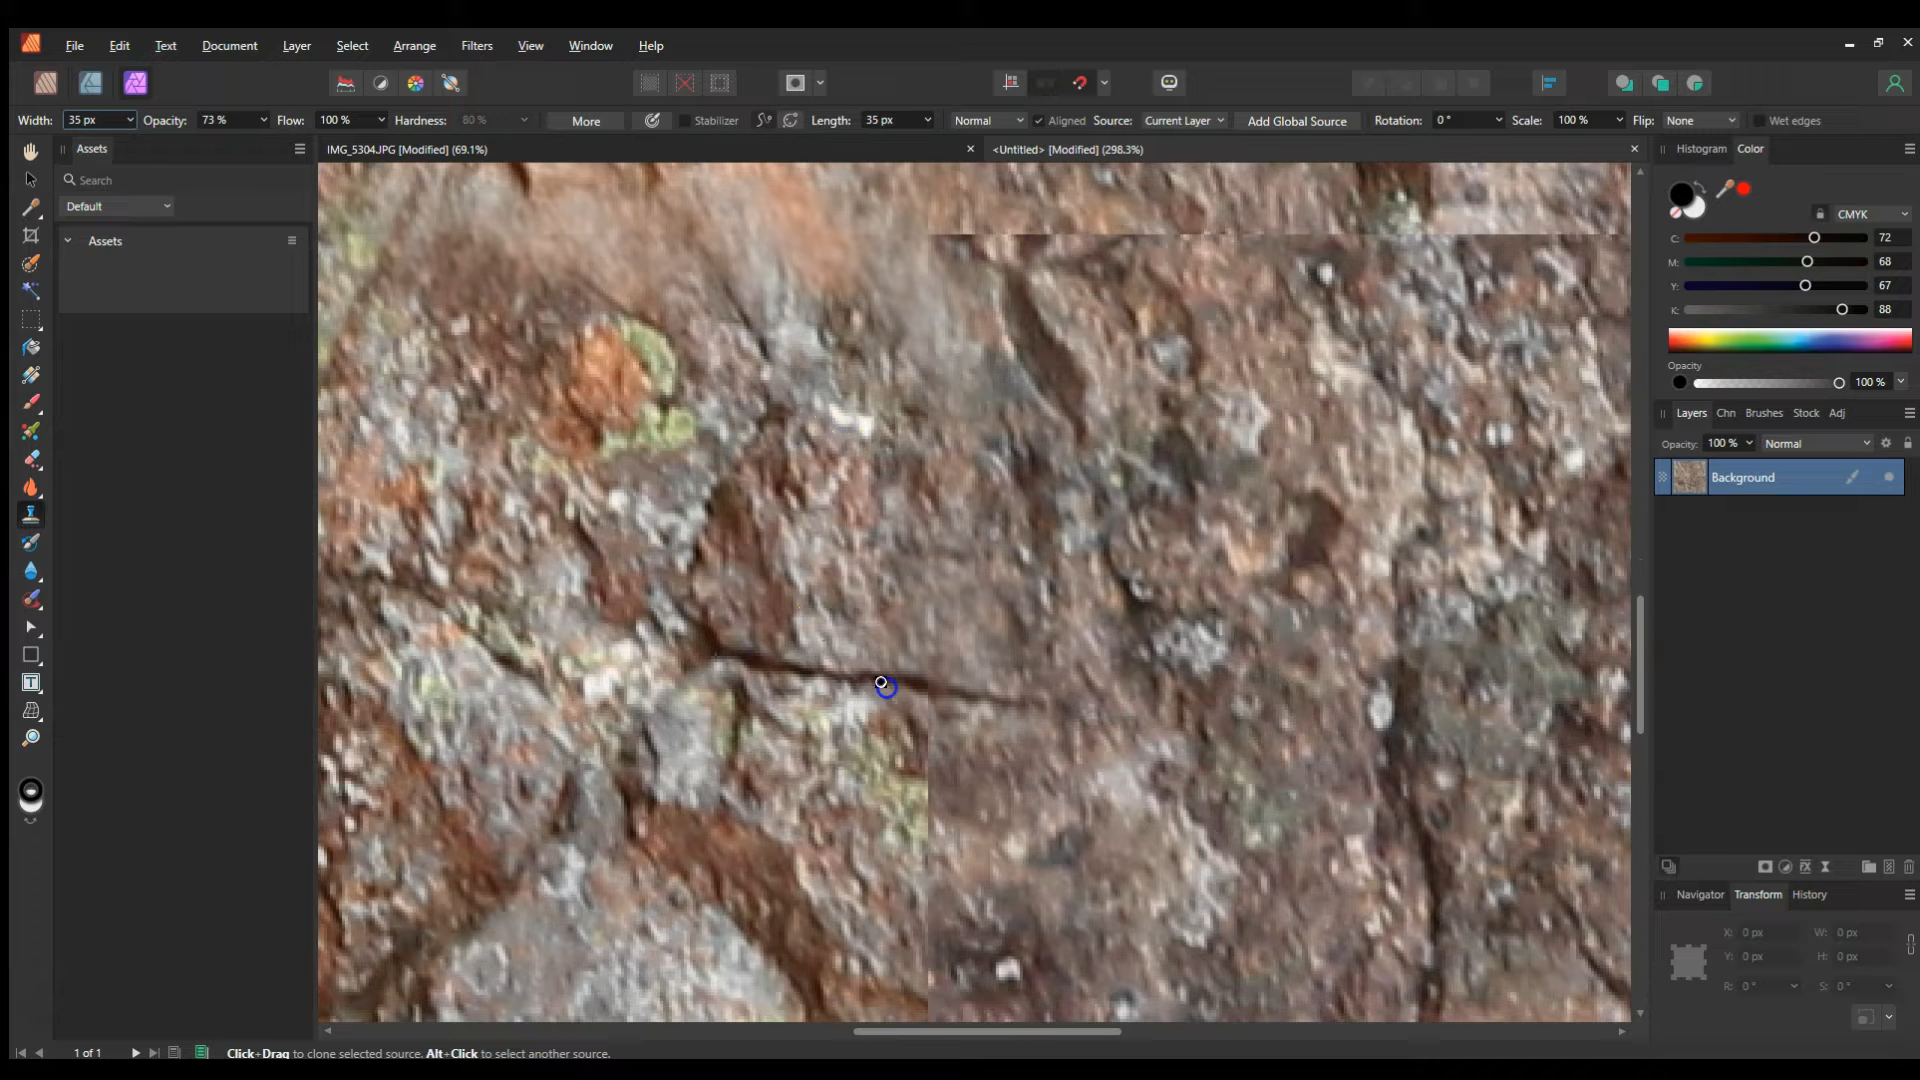 File Edit Text Document Layer Select Arrange Filters View Window Help
Width: 35 px Opacity: 73 % Flow: 100 % Hardness: 80 % More Stabilizer Length: 35 px Normal Aligned Source: Current Layer Add Global Source Rotation: 0 ° Scale: 100 % Flip: None Wet edges
Assets IMG_5304.JPG [Modified] (69.1%) <Untitled> [Modified] (298.3%) Histogram Color
Search
Default
CMYK
Assets
C: 72
M: 68
Y: 67
K: 88
Opacity
100 %
Layers Chn Brushes Stock Adj
Opacity: 100 % Normal
Background
Navigator Transform History
X: 0 px W: 0 px
Y: 0 px H: 0 px
R: 0 ° S: 0 °
1 of 1 Click+Drag to clone selected source. Alt+Click to select another source.